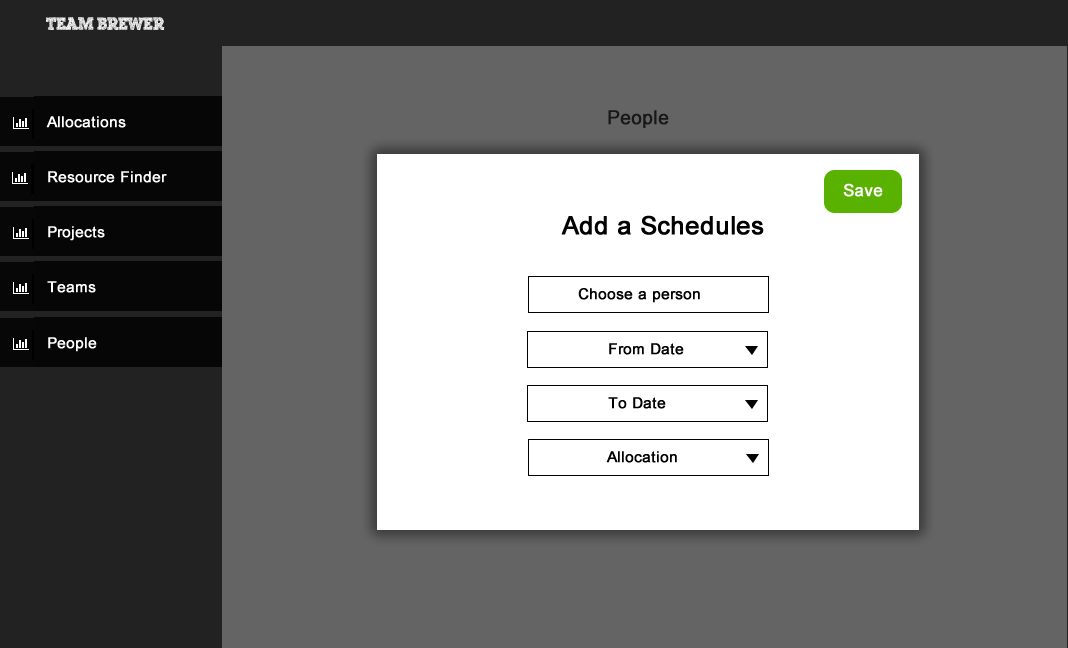 TEAM BREWER
Allocations
Resource Finder
Projects
Teams
People
People
Save
Add a Schedules
Choose a person
From Date
To Date
Allocation